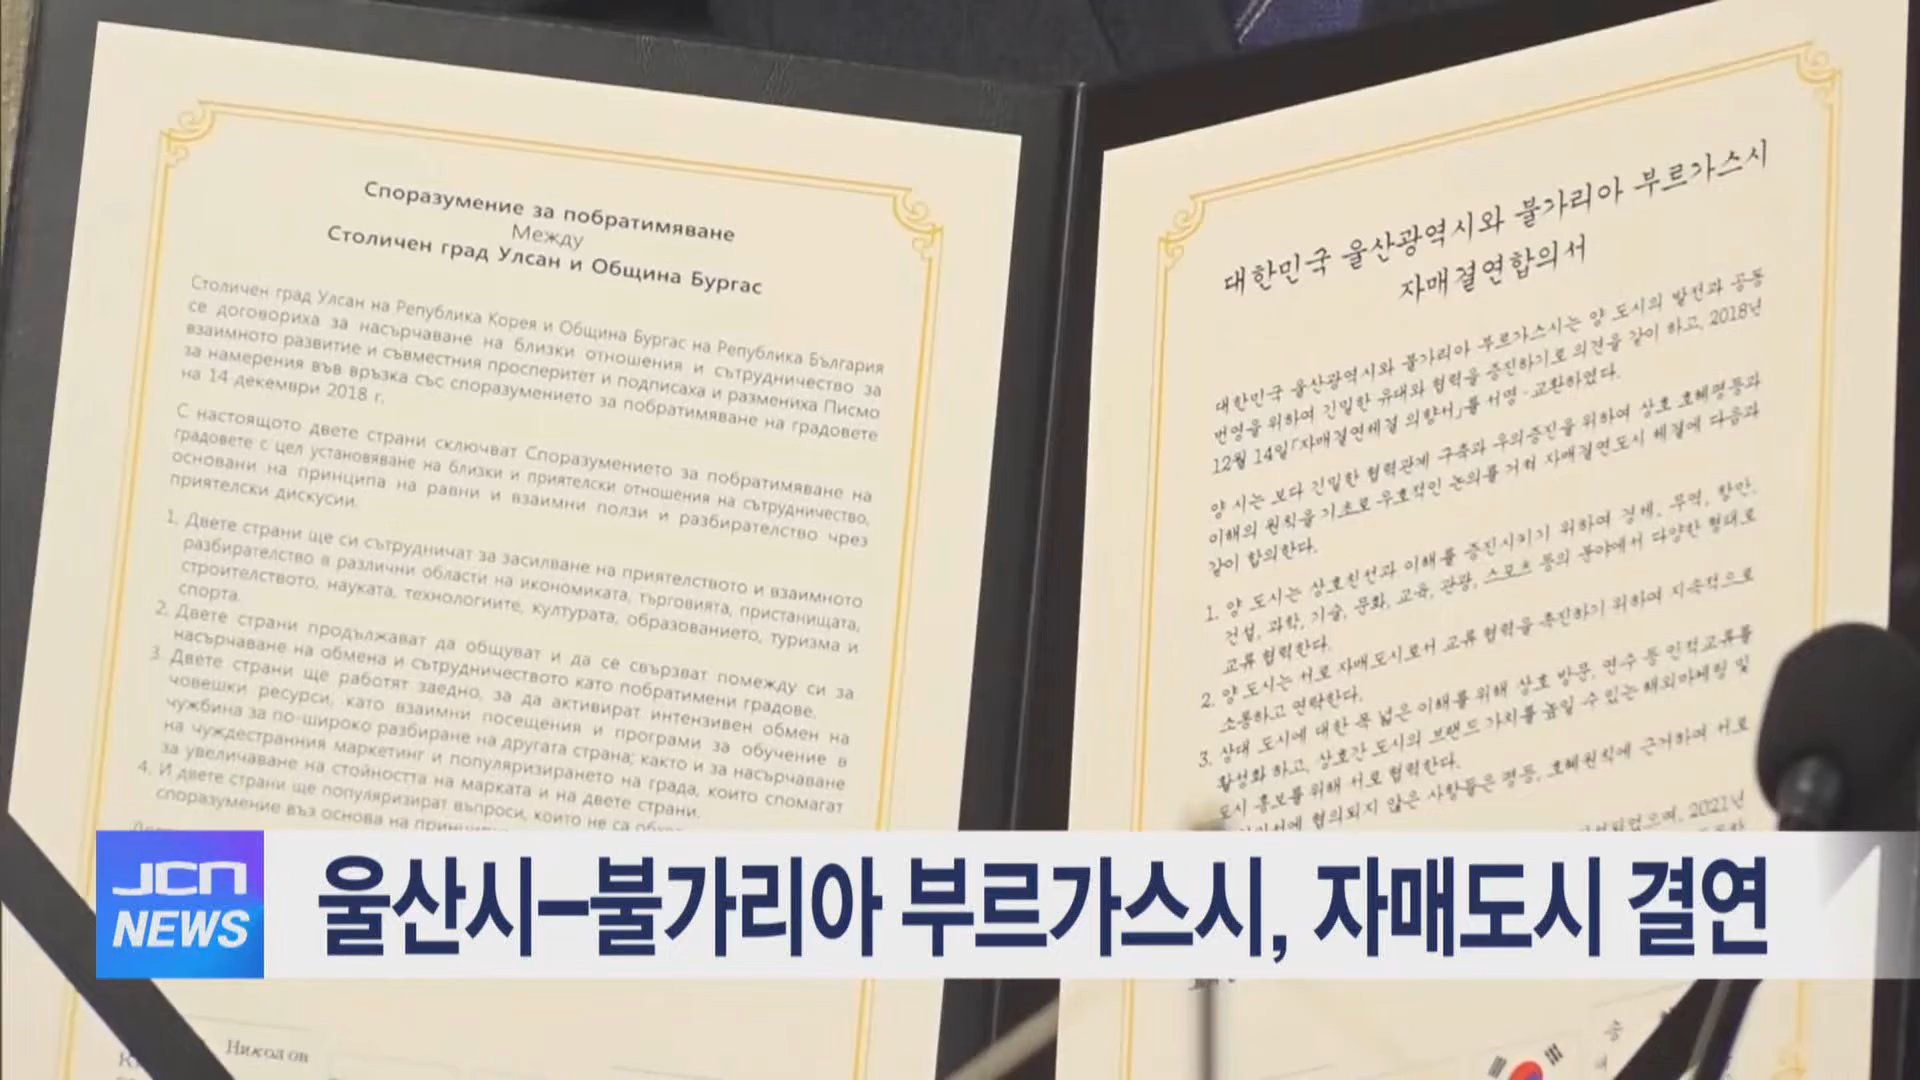 Споразумение за побратимяване
Между
Столичен град Улсан и Община Бургас
Столичен град Улсан на Република Корея и Община Бургас на Република България
се договориха за насърчаване на близки отношения и сътрудничество за
взаимното развитие и съвместния просперитет и подписаха и размениха Писмо
за намерения във връзка със споразумението за побратимяване на градовете
на 14 декември 2018 г.
С настоящото двете страни сключват Споразумението за побратимяване на
градовете с цел установяване на близки и приятелски отношения на сътрудничество,
основани на принципа на равни и взаимни ползи и разбирателство чрез
приятелски дискусии.
1. Двете страни ще си сътрудничат за засилване на приятелството и взаимното
разбирателство в различни области на икономиката, търговията, пристанищата,
строителството, науката, технологиите, културата, образованието, туризма и
спорта.
2. Двете страни продължават да общуват и да се свързват помежду си за
насърчаване на обмена и сътрудничеството като побратимени градове.
3. Двете страни ще работят заедно, за да активират интензивен обмен на
човешки ресурси, като взаимни посещения и програми за обучение в
чужбина за по-широко разбиране на другата страна; както и за насърчаване
на чуждестранния маркетинг и популяризирането на града, които спомагат
за увеличаване на стойността на марката и на двете страни.
4. И двете страни ще популяризират въпроси, които не са
споразумение въз основа на
Николов
대한민국 울산광역시와 불가리아 부르가스시
자매결연합의서
대한민국 울산광역시와 불가리아 부르가스시는 양 도시의 발전과 공동
번영을 위하여 긴밀한 유대와 협력을 증진하기로 의견을 같이 하고, 2018년
12월 14일「자매결연체결 의향서」를 서명·교환하였다.
양 시는 보다 긴밀한 협력관계 구축과 우의증진을 위하여 상호 호혜평등과
이해의 원칙을 기초로 우호적인 논의를 거쳐 자매결연도시 체결에 다음과
같이 합의한다.
1. 양 도시는 상호친선과 이해를 증진시키기 위하여 경제, 무역, 항만,
건설, 과학, 기술, 문화, 교육, 관광, 스포츠 등의 분야에서 다양한 형태로
교류 협력한다.
2. 양 도시는 서로 자매도시로서 교류 협력을 촉진하기 위하여 지속적으로
소통하고 연락한다.
3. 상대 도시에 대한 폭 넓은 이해를 위해 상호 방문, 연수 등 인적교류를
활성화 하고, 상호간 도시의 브랜드 가치를 높일 수 있는 해외마케팅 및
도시 홍보를 위해 서로 협력한다.
협의되지 않은 사항들은 평등, 호혜원칙에 근거하여 서로
2021년
JCN
NEWS
울산시-불가리아 부르가스시, 자매도시 결연